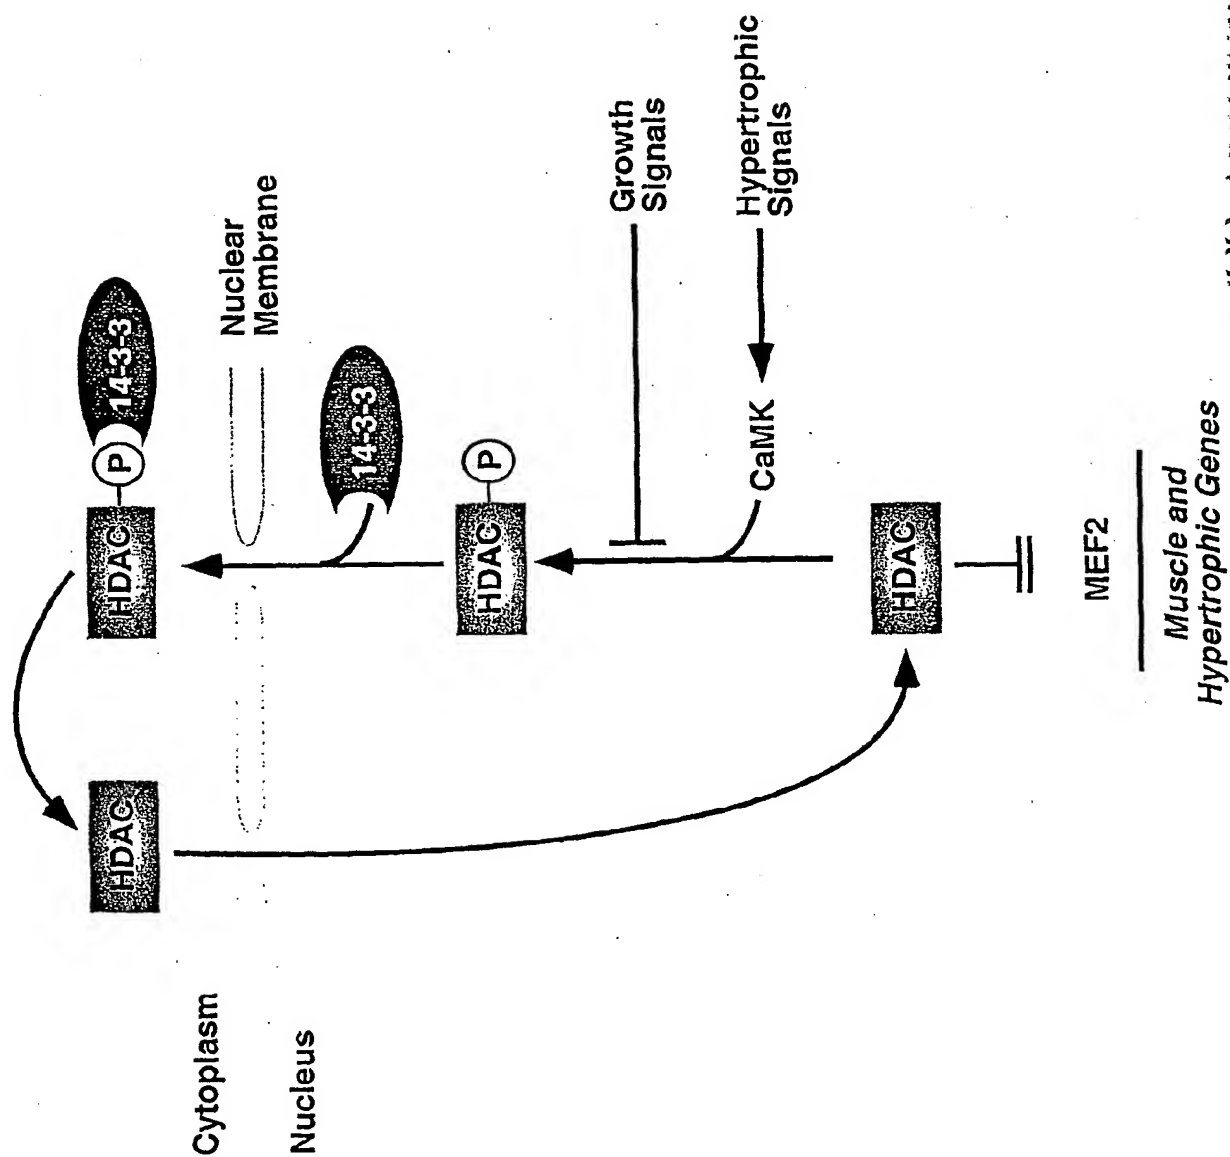 HDAC
HDAC
P
14-3-3
Cytoplasm
Nucleus
Nuclear
Membrane
14-3-3
HDAC
P
Growth
Signals
CaMK
Hypertrophic
Signals
HDAC
MEF2
Muscle and
Hypertrophic Genes